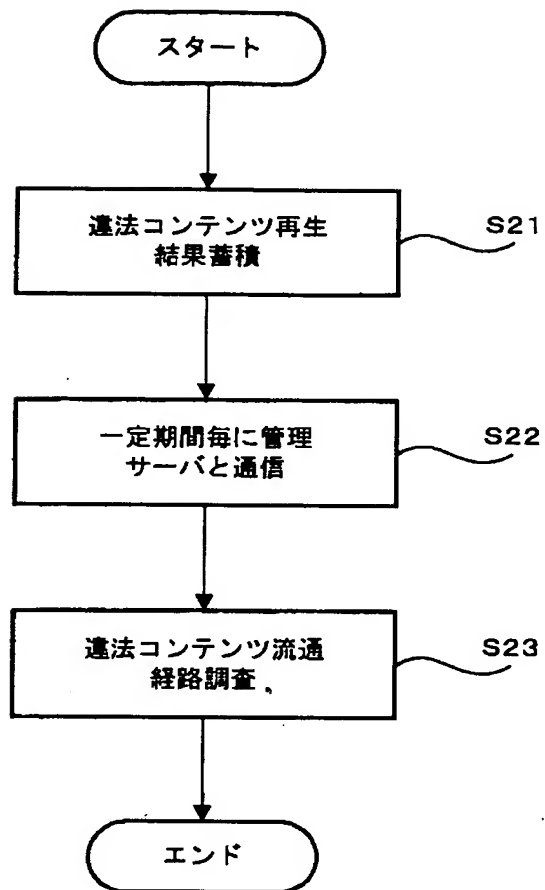 スタート
違法コンテンツ再生
結果蓄積
S21
一定期間毎に管理
サーバと通信
S22
違法コンテンツ流通
経路調査
S23
エンド